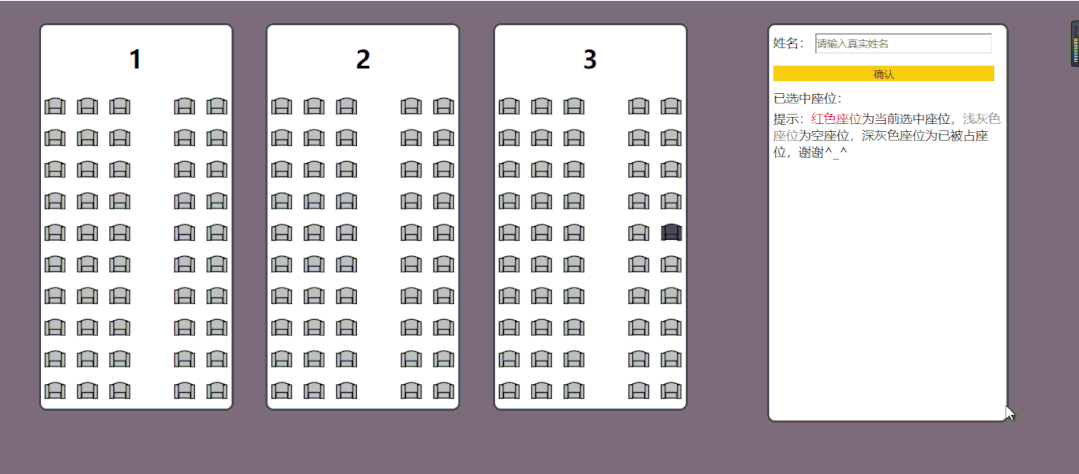 1
2
3
姓名：
请输入真实姓名
确认
已选中座位：
提示：红色座位为当前选中座位，浅灰色
座位为空座位，深灰色座位为已被占座
位，谢谢^_^